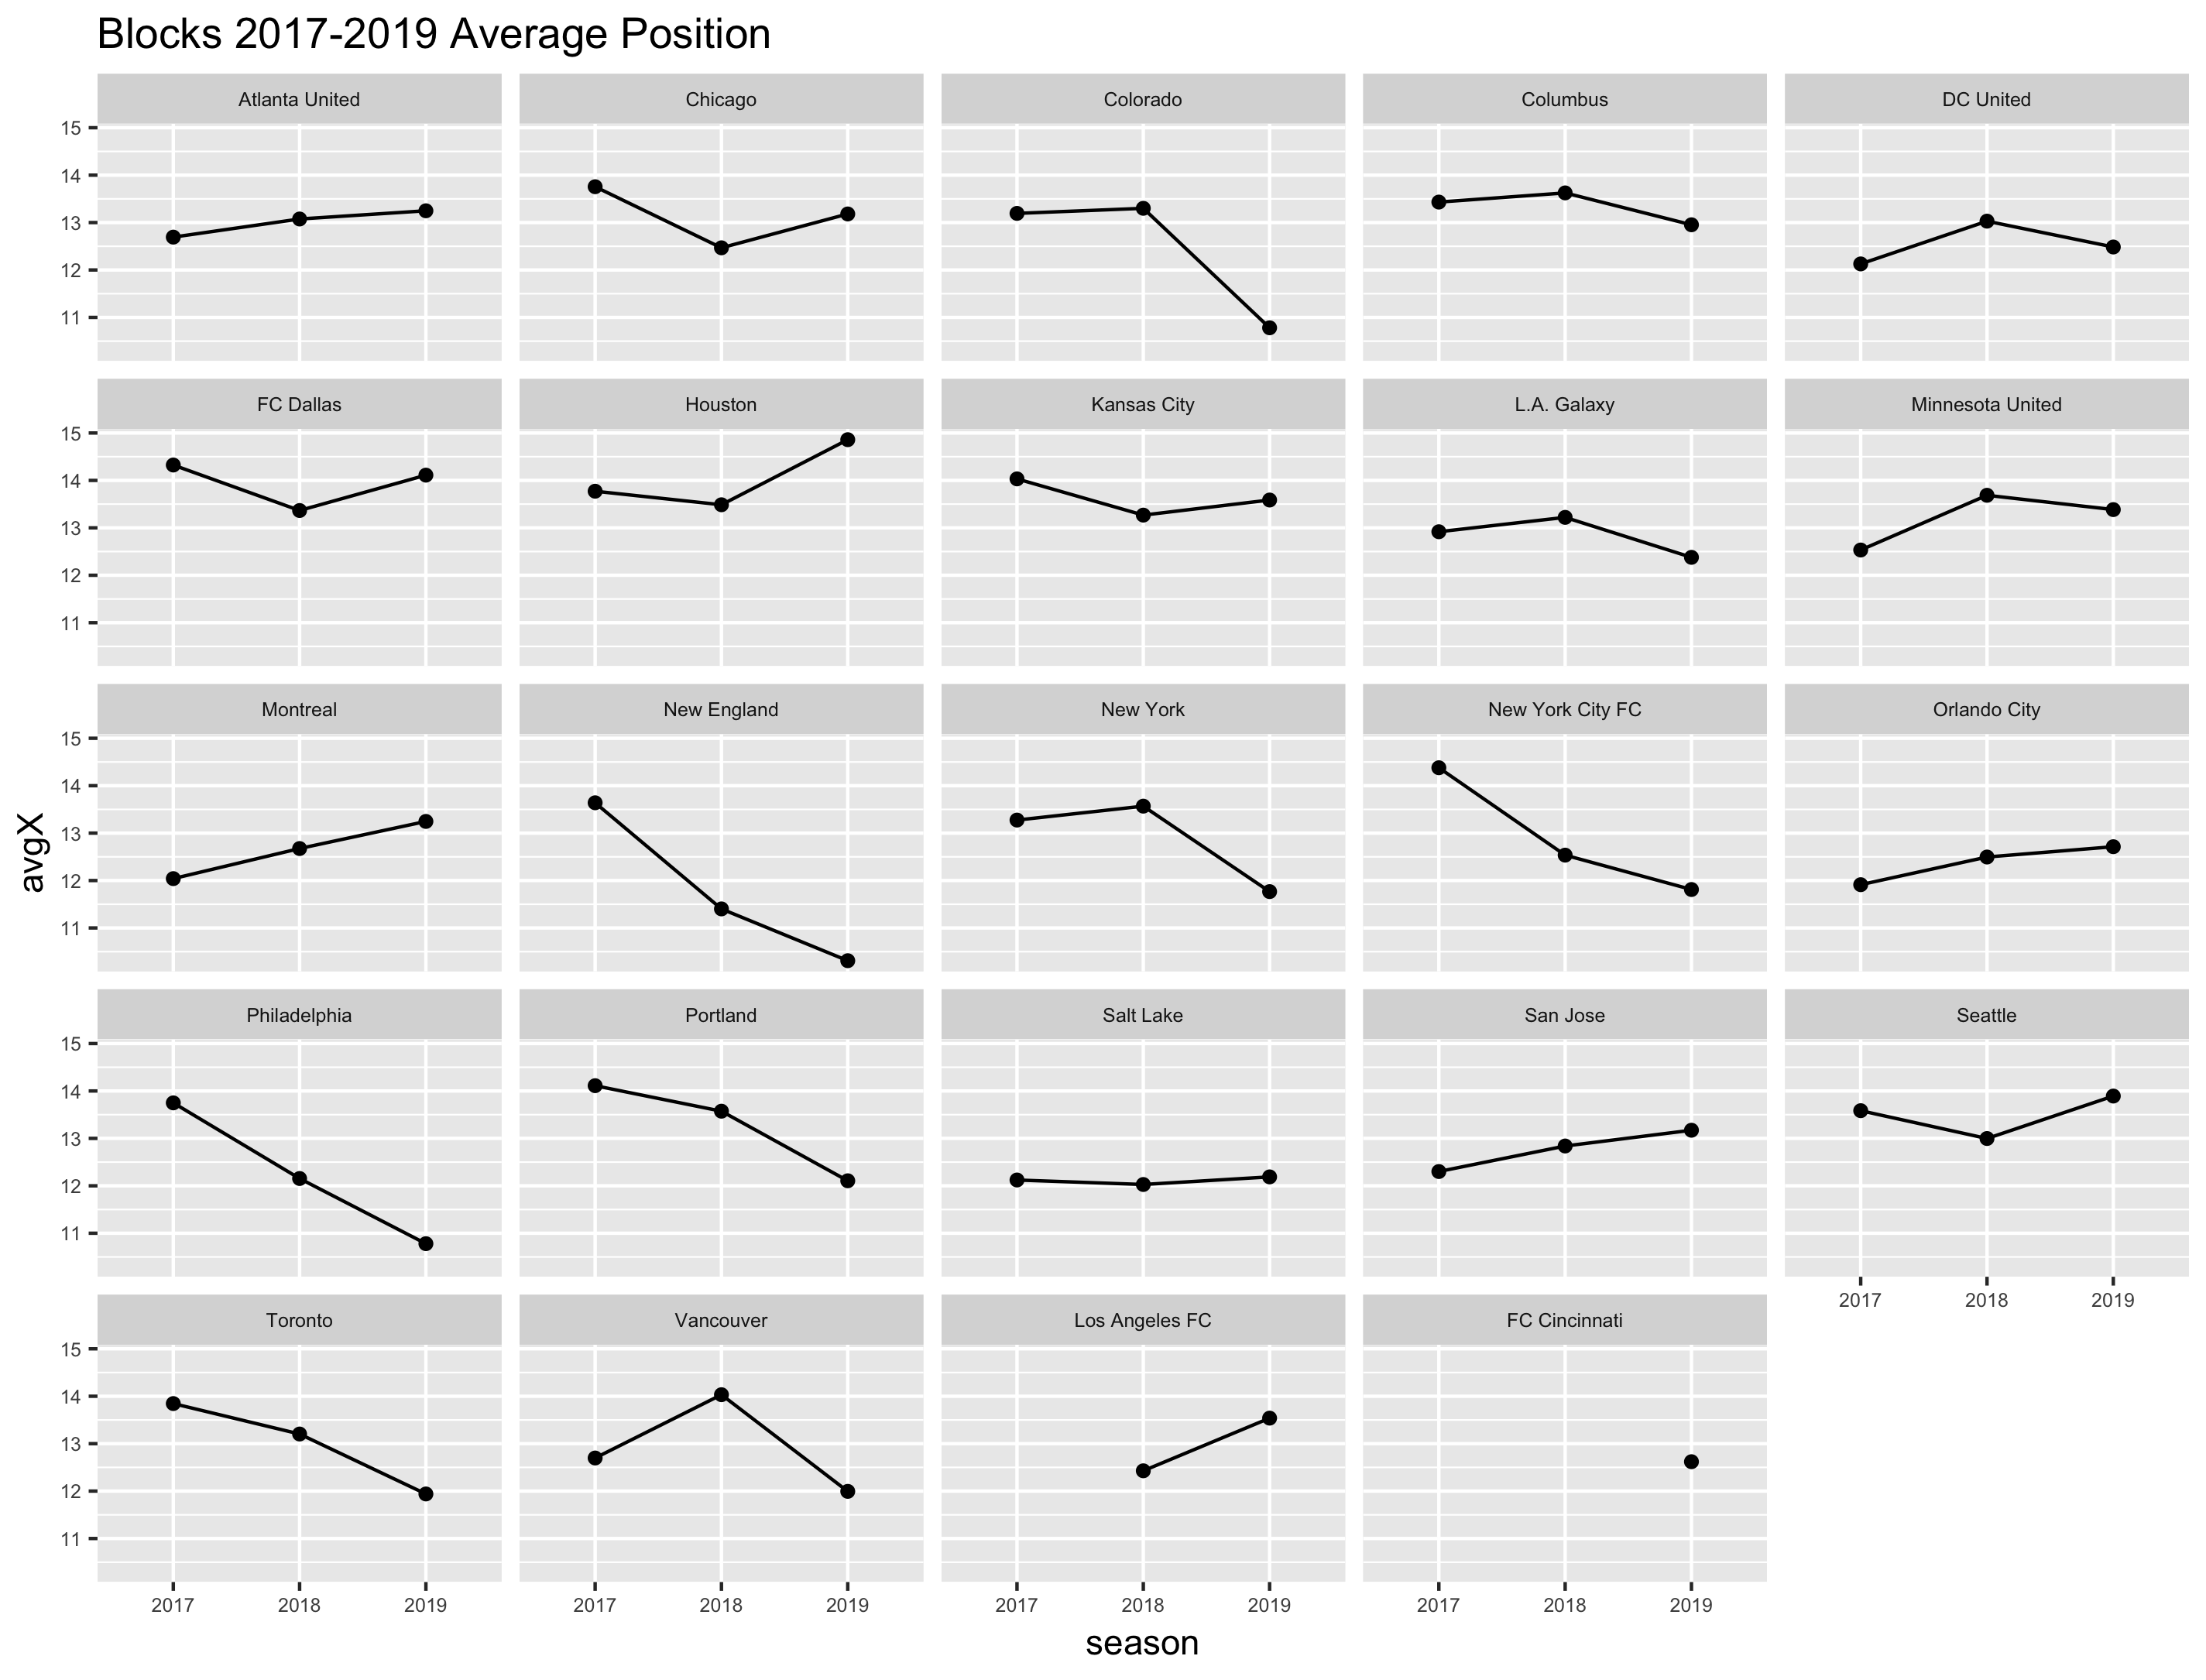 Blocks 2017-2019 Average Position
Atlanta United
Chicago
Colorado
Columbus
DC United
15
14
13
12
11
FC Dallas
Houston
Kansas City
L.A. Galaxy
Minnesota United
15
14
13
12
11
Montreal
New England
New York
New York City FC
Orlando City
15
14
13
12
11
avgX
Philadelphia
Portland
Salt Lake
San Jose
Seattle
15
14
13
12
11
2017 2018 2019
Toronto
Vancouver
Los Angeles FC
FC Cincinnati
15
14
13
12
11
2017 2018 2019
2017 2018 2019
2017 2018 2019
2017 2018 2019
season